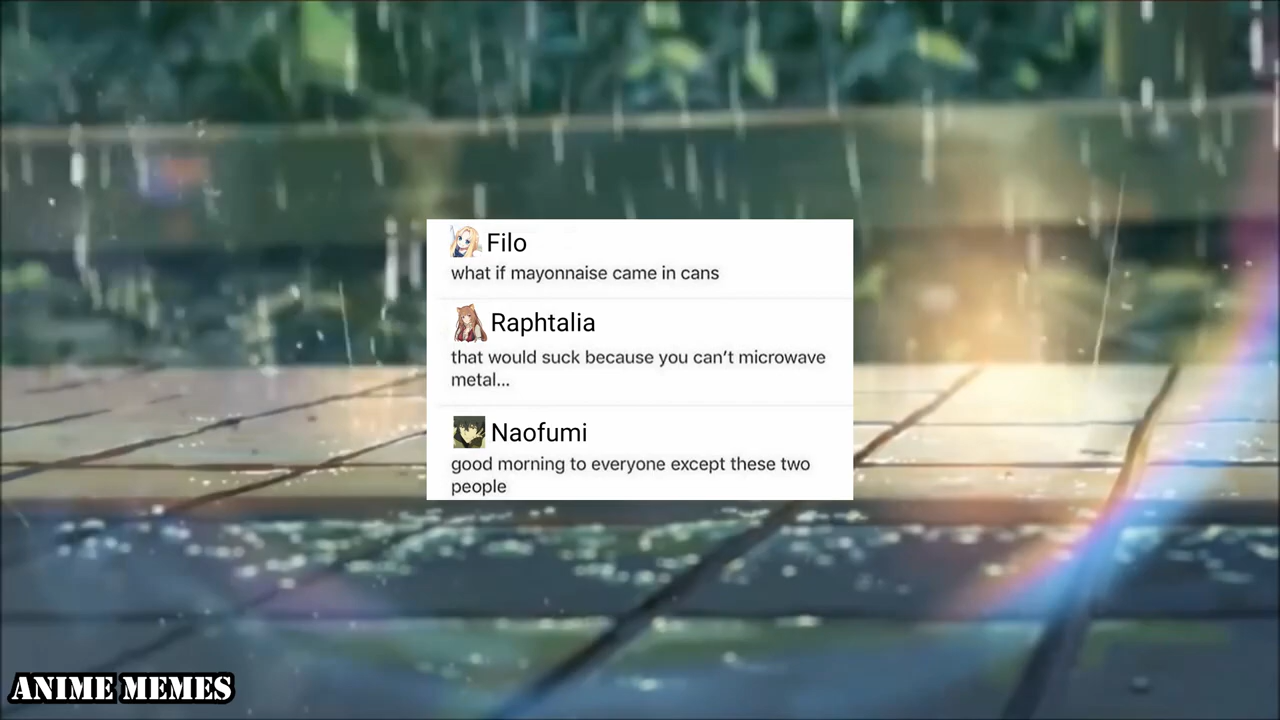 Filo
what if mayonnaise came in cans
Raphtalia
that would suck because you can’t microwave
metal...
Naofumi
good morning to everyone except these two
people
ANIME MEMES